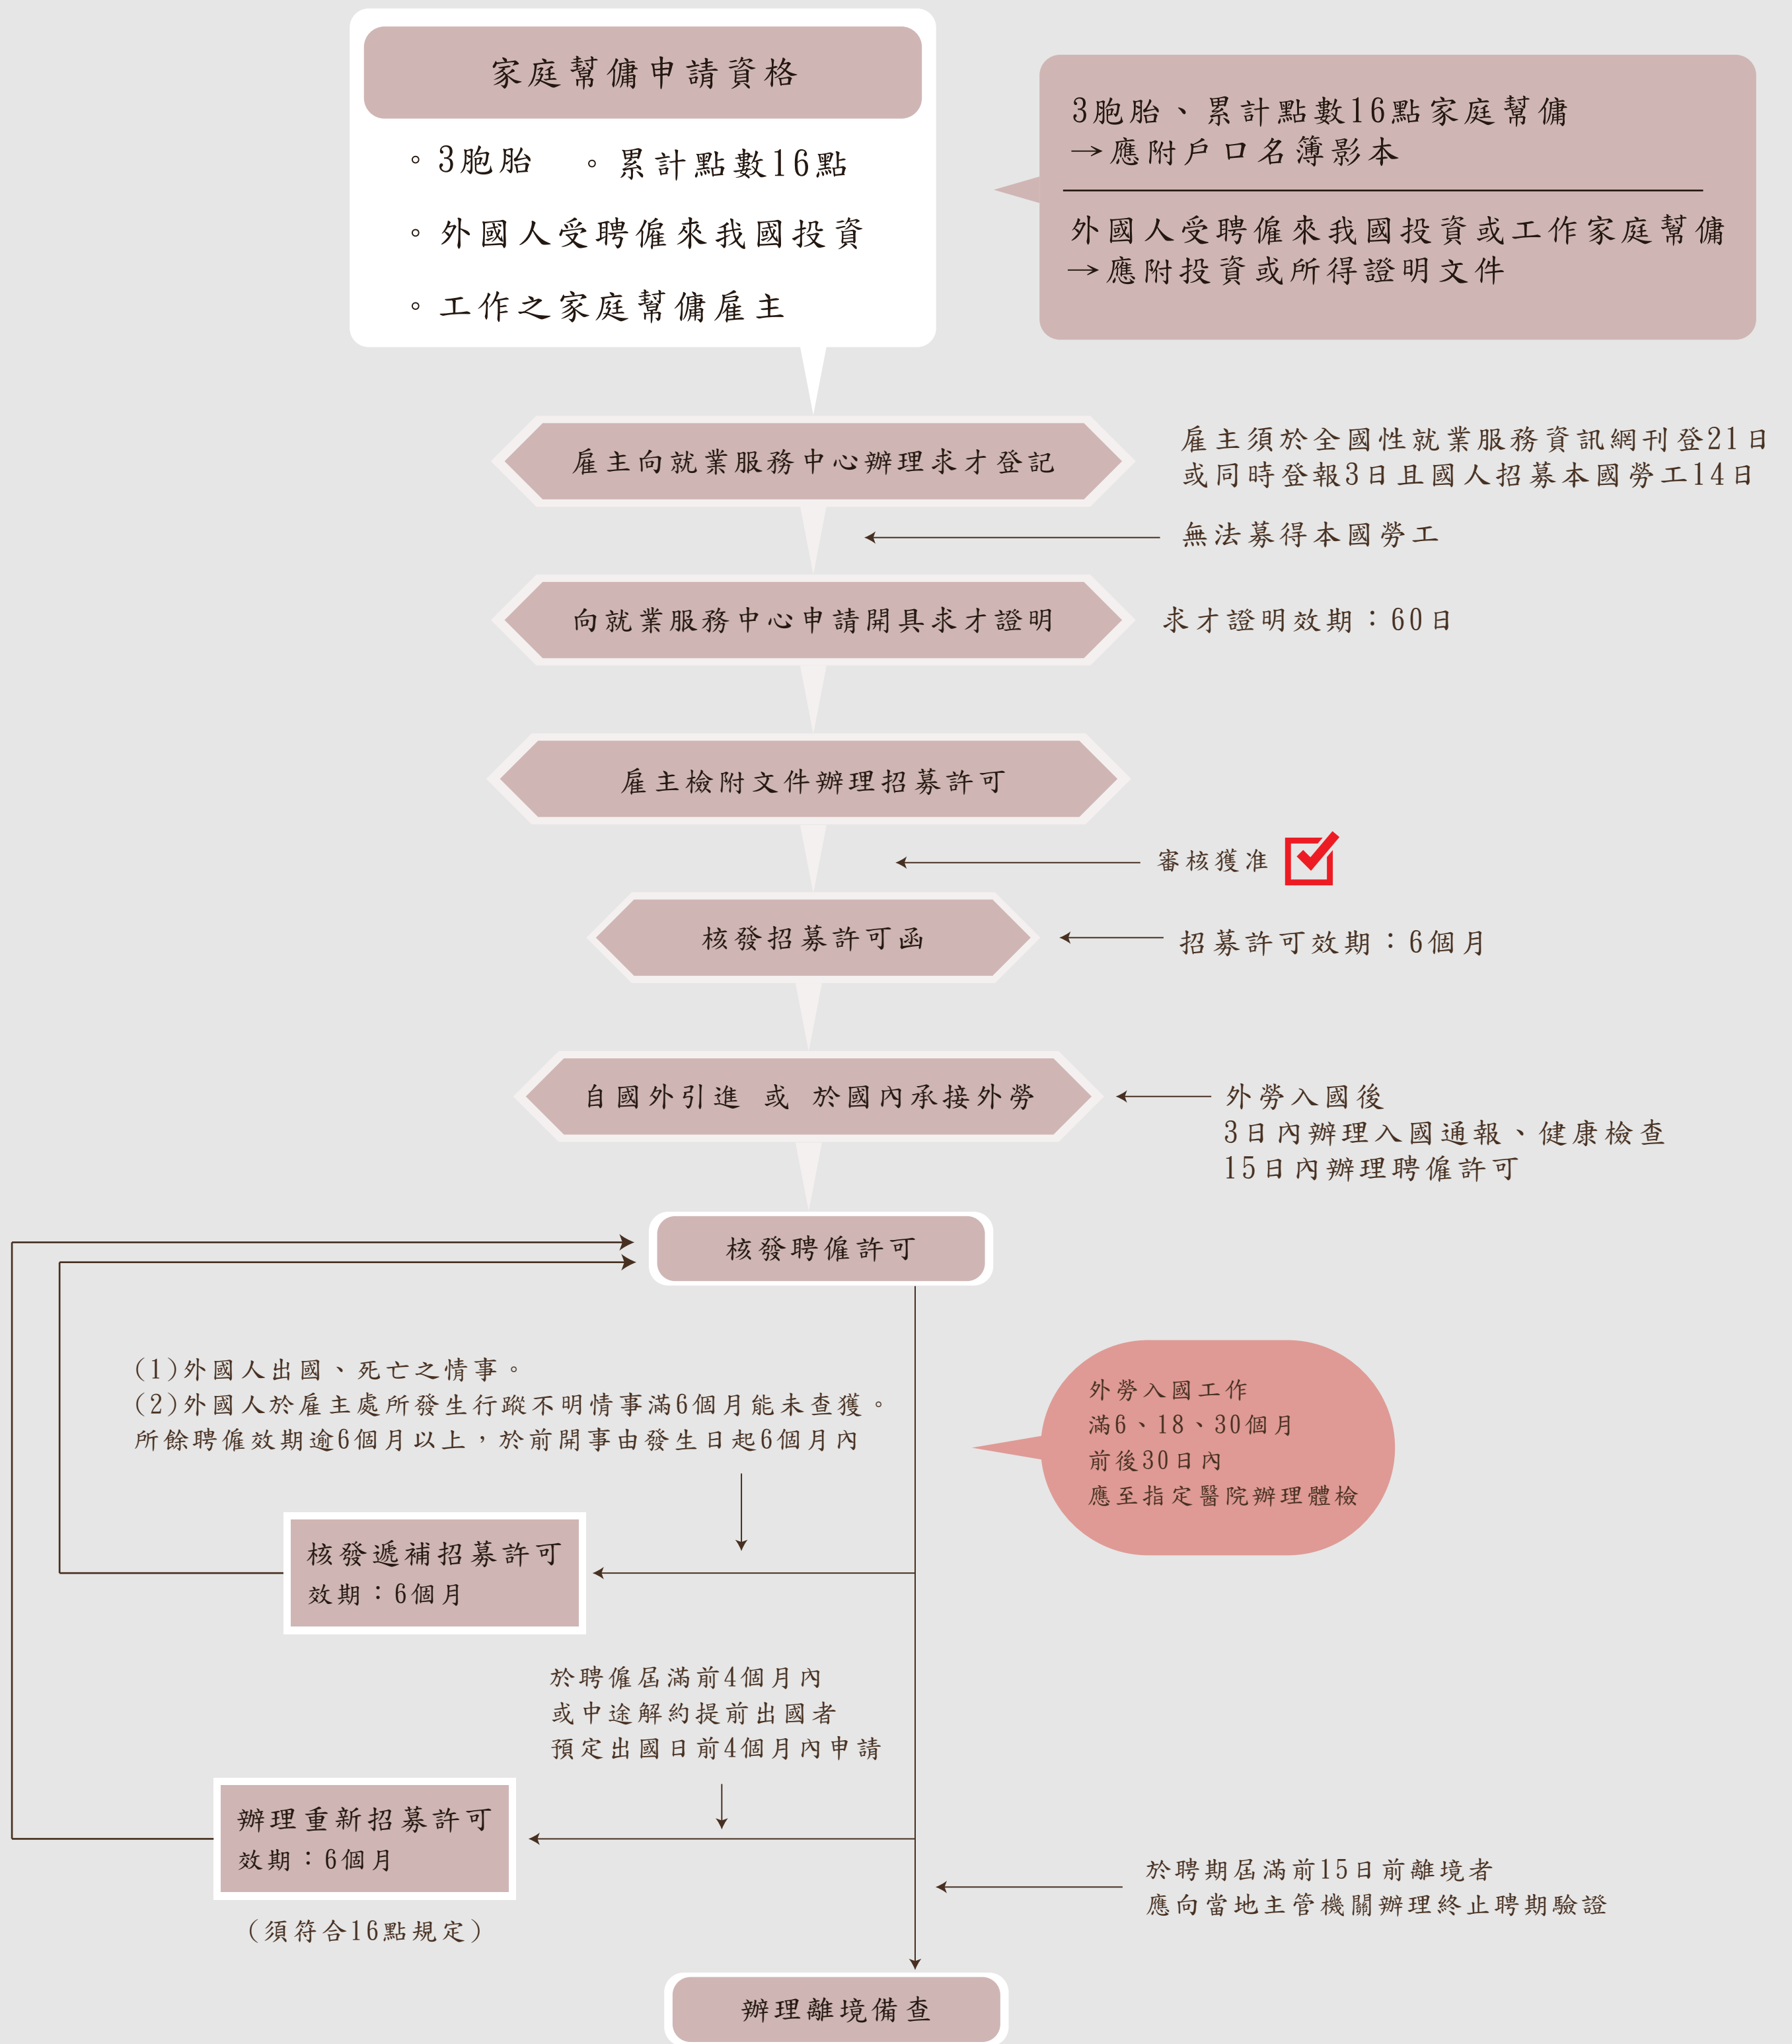 家庭幫傭申請資格
。3胞胎 。累計點數16點
。外國人受聘僱來我國投資
。工作之家庭幫傭雇主
3胞胎、累計點數16點家庭幫傭
→應附戶口名簿影本
外國人受聘僱來我國投資或工作家庭幫傭
→應附投資或所得證明文件
雇主向就業服務中心辦理求才登記
雇主須於全國性就業服務資訊網刊登21日
或同時登報3日且國人招募本國勞工14日
無法募得本國勞工
向就業服務中心申請開具求才證明
求才證明效期：60日
雇主檢附文件辦理招募許可
審核獲准
核發招募許可函
招募許可效期：6個月
自國外引進 或 於國內承接外勞
外勞入國後
3日內辦理入國通報、健康檢查
15日內辦理聘僱許可
核發聘僱許可
(1)外國人出國、死亡之情事。
(2)外國人於雇主處所發生行蹤不明情事滿6個月能未查獲。
所餘聘僱效期逾6個月以上，於前開事由發生日起6個月內
外勞入國工作
滿6、18、30個月
前後30日內
應至指定醫院辦理體檢
核發遞補招募許可
效期：6個月
於聘僱屆滿前4個月內
或中途解約提前出國者
預定出國日前4個月內申請
辦理重新招募許可
效期：6個月
(須符合16點規定)
於聘期屆滿前15日前離境者
應向當地主管機關辦理終止聘期驗證
辦理離境備查